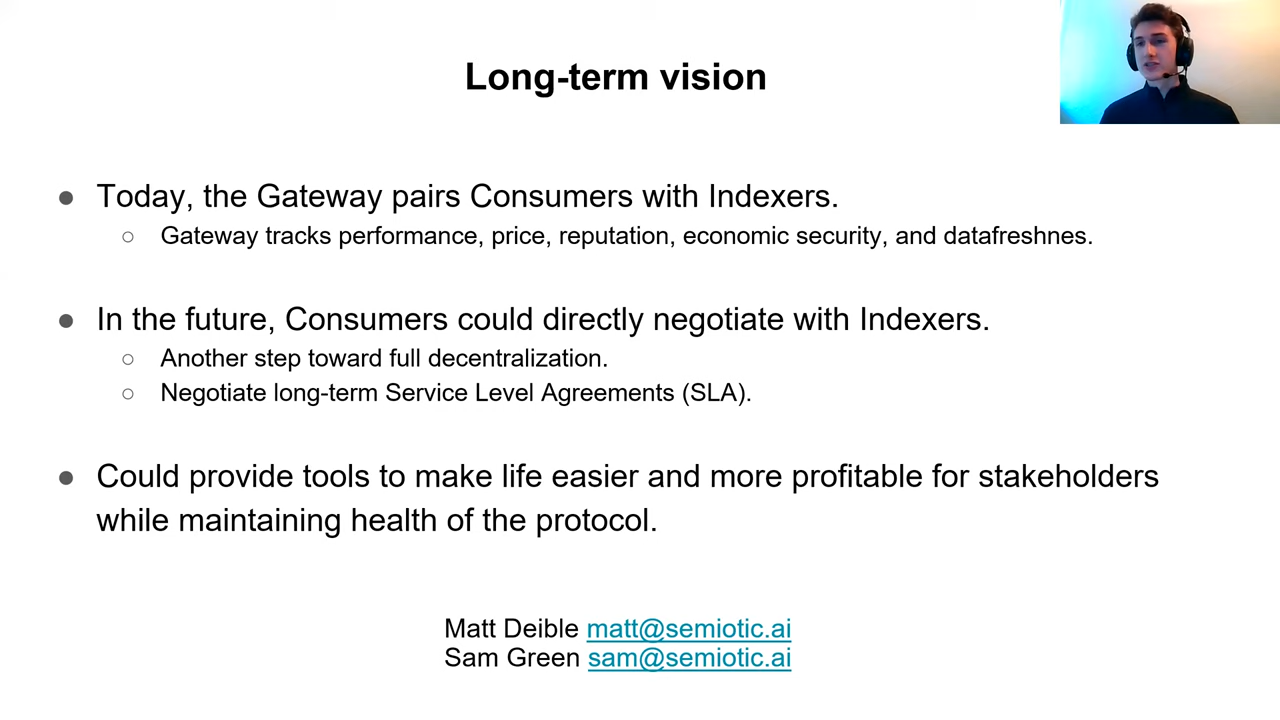 Long-term vision
● Today, the Gateway pairs Consumers with Indexers.
○ Gateway tracks performance, price, reputation, economic security, and datafreshnes.
● In the future, Consumers could directly negotiate with Indexers.
○ Another step toward full decentralization.
○ Negotiate long-term Service Level Agreements (SLA).
● Could provide tools to make life easier and more profitable for stakeholders
while maintaining health of the protocol.
Matt Deible matt@semiotic.ai
Sam Green sam@semiotic.ai